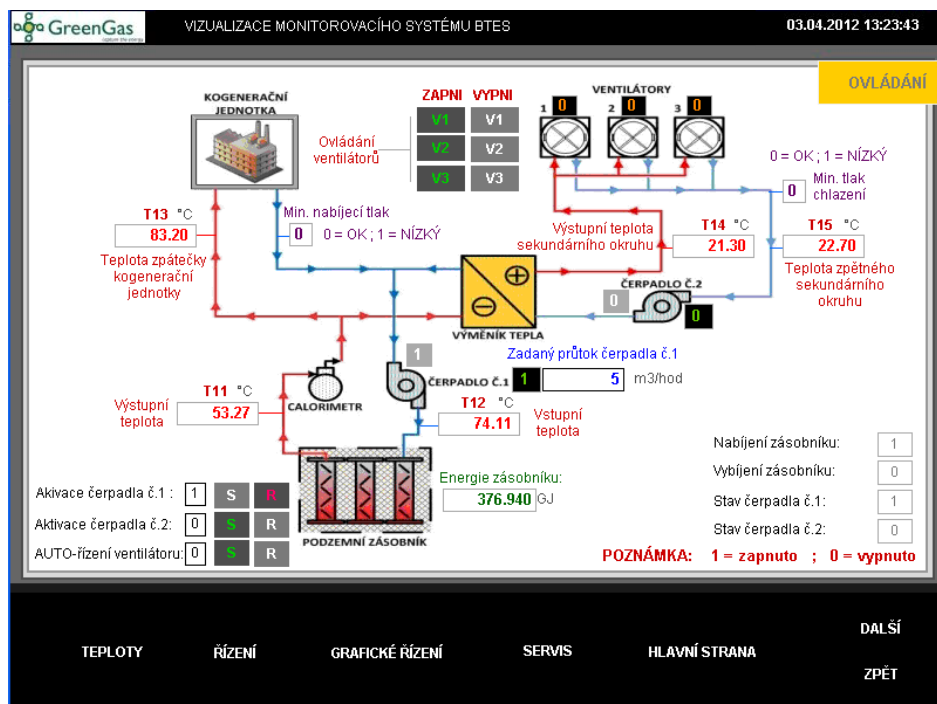 GreenGas
VIZUALIZACE MONITOROVACÍHO SYSTÉMU BTES
03.04.2012 13:23:43
OVLÁDÁNÍ
KOGENERAČNÍ
JEDNOTKA
ZAPNI VYPNI
V1 V1
V2 V2
V3 V3
Ovládání
ventilátorů
VENTILÁTORY
1 0 2 0 3 0
0 = OK ; 1 = NÍZKÝ
0 Min. tlak
chlazení
T13 °C
83.20
Teplota zpátečky
kogenerační
jednotky
Min. nabíjecí tlak
0 0 = OK ; 1 = NÍZKÝ
Výstupní teplota
sekundárního okruhu
T14 °C
21.30
T15 °C
22.70
Teplota zpětného
sekundárního
okruhu
ČERPADLO Č.2
0
0
VÝMĚNÍK TEPLA
1
Zadaný průtok čerpadla č.1
1 5 m3/hod
ČERPADLO Č.1
CALORIMETR
T11 °C
53.27
Výstupní
teplota
T12 °C
74.11
Vstupní
teplota
Energie zásobníku:
376.940 GJ
PODZEMNÍ ZÁSOBNÍK
Akivace čerpadla č.1 : 1 S R
Aktivace čerpadla č.2: 0 S R
AUTO-řízení ventilátoru: 0 S R
Nabíjení zásobníku: 1
Vybíjení zásobníku: 0
Stav čerpadla č.1: 1
Stav čerpadla č.2: 0
POZNÁMKA: 1 = zapnuto ; 0 = vypnuto
TEPLOTY ŘÍZENÍ GRAFICKÉ ŘÍZENÍ SERVIS HLAVNÍ STRANA
DALŠÍ
ZPĚT